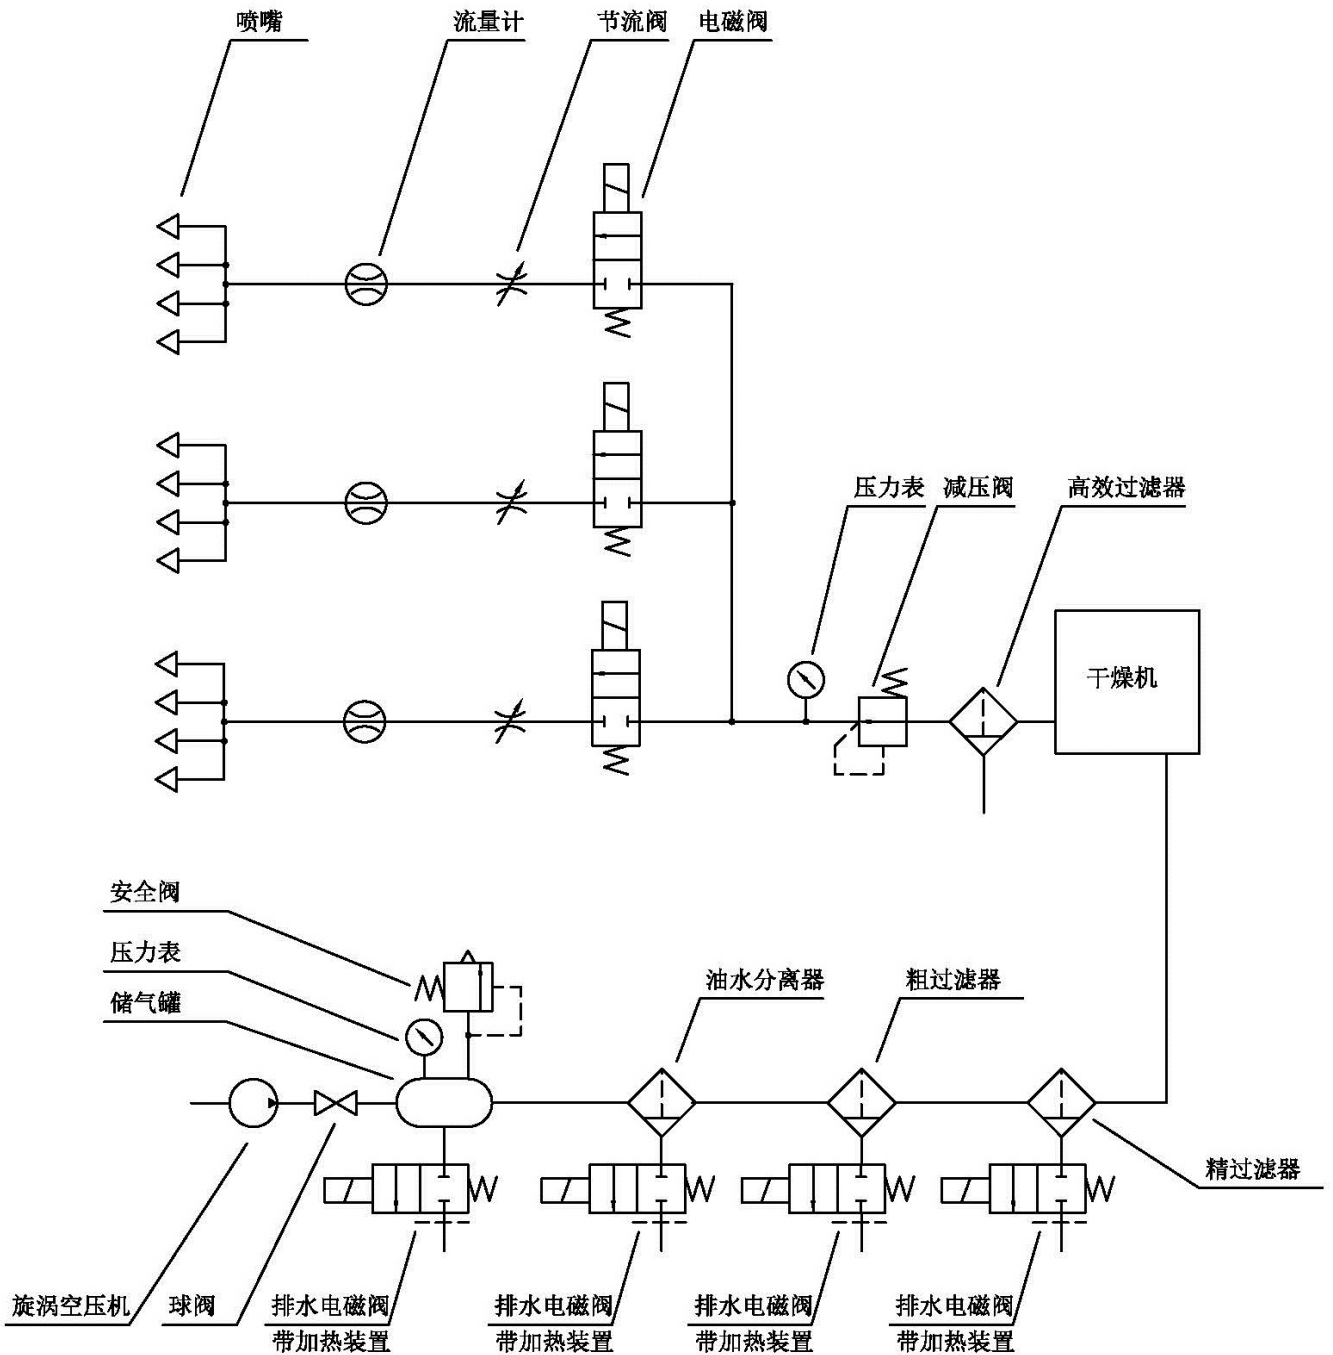 喷嘴
流量计
节流阀
电磁阀
压力表
减压阀
高效过滤器
干燥机
安全阀
压力表
储气罐
油水分离器
粗过滤器
精过滤器
旋涡空压机
球阀
排水电磁阀
带加热装置
排水电磁阀
带加热装置
排水电磁阀
带加热装置
排水电磁阀
带加热装置